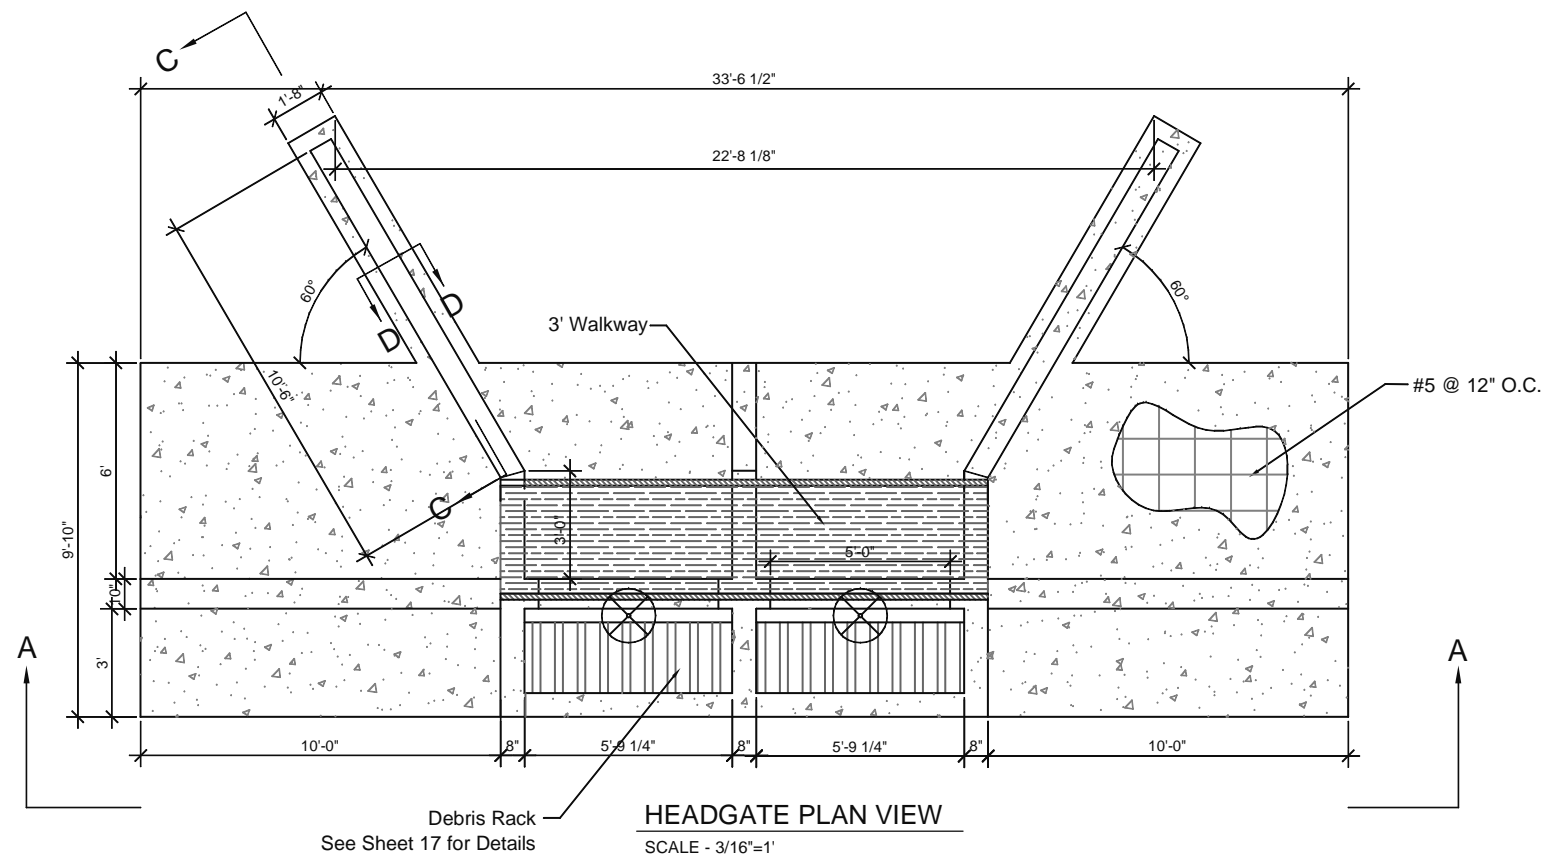 C
33'-6 1/2"
1'-8"
22'-8 1/8"
60°
60°
D
D
3' Walkway
10'-6"
#5 @ 12" O.C.
6'
C
3'-0"
9'-10"
5'-0"
10"
A
A
3'
10'-0"
8"
5'-9 1/4"
8"
5'-9 1/4"
8"
10'-0"
Debris Rack
See Sheet 17 for Details
HEADGATE PLAN VIEW
SCALE - 3/16"=1'